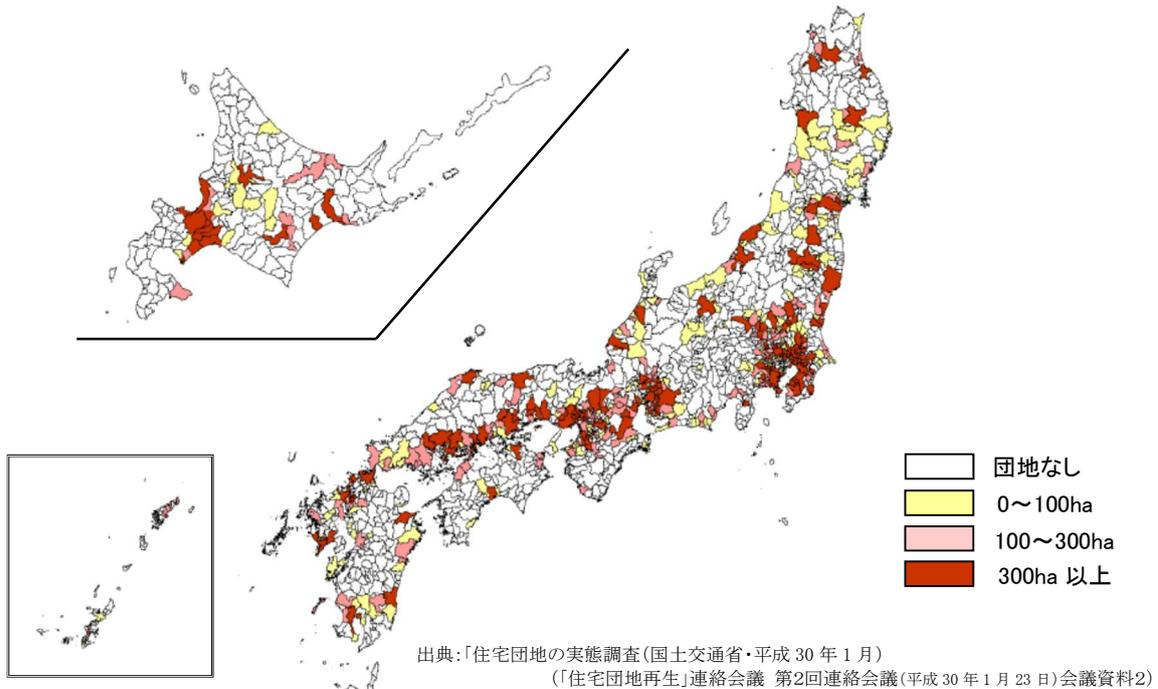 団地なし
0～100ha
100～300ha
300ha 以上
出典：「住宅団地の実態調査（国土交通省・平成 30 年 1 月）
（「住宅団地再生」連絡会議 第２回連絡会議（平成 30 年 1 月 23 日）会議資料２）